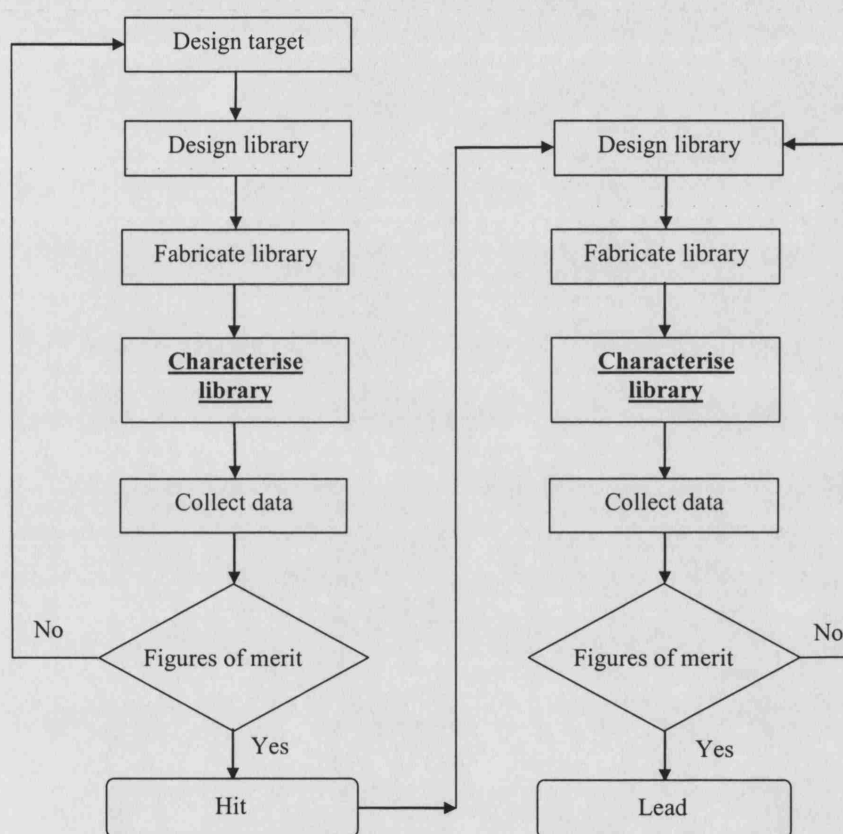 Design target
Design library
Fabricate library
Characterise
library
Collect data
No
Figures of merit
Yes
Hit
Design library
Fabricate library
Characterise
library
Collect data
No
Figures of merit
Yes
Lead